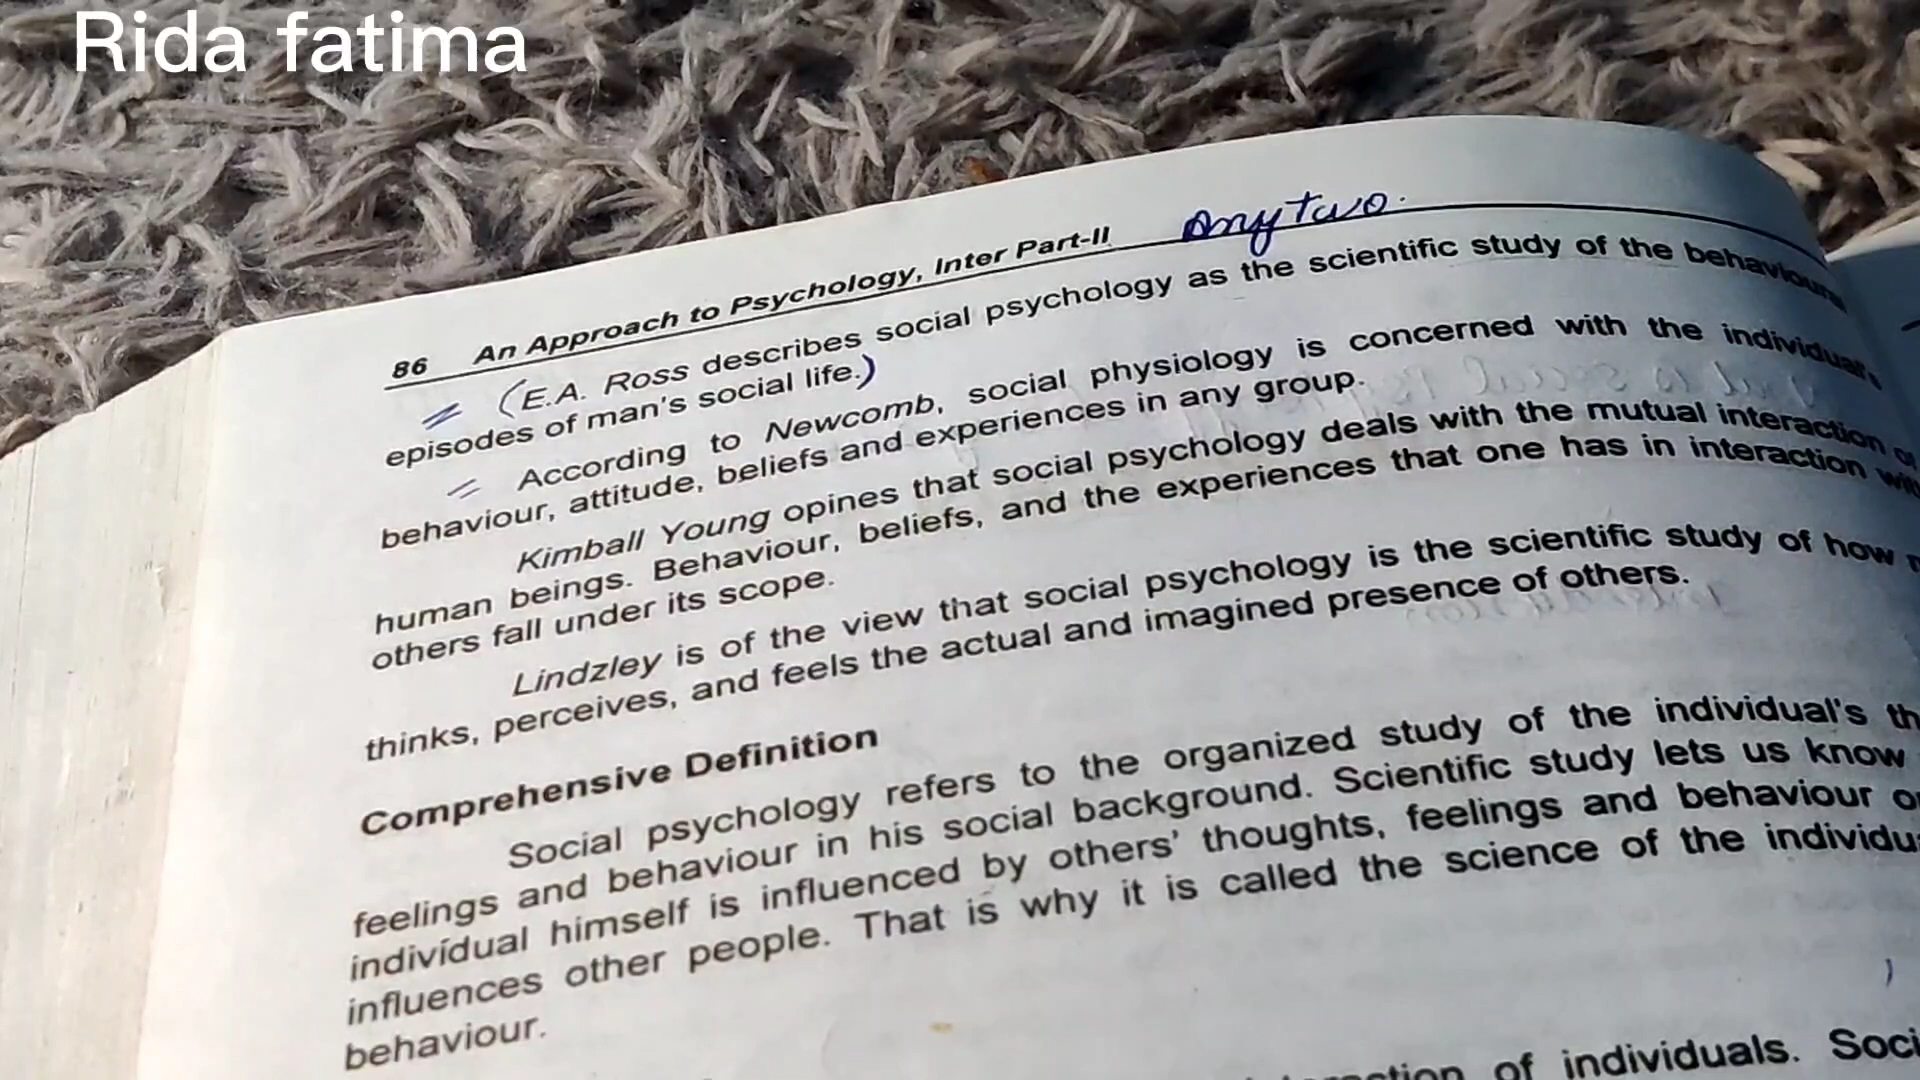 Rida fatima
Any two.
86 An Approach to Psychology, Inter Part-II
(E.A. Ross describes social psychology as the scientific study of the behavioural
episodes of man's social life.)
According to Newcomb, social physiology is concerned with the individual's
behaviour, attitude, beliefs and experiences in any group.
Kimball Young opines that social psychology deals with the mutual interaction of
human beings. Behaviour, beliefs, and the experiences that one has in interaction with
others fall under its scope.
Lindzley is of the view that social psychology is the scientific study of how
thinks, perceives, and feels the actual and imagined presence of others.
Comprehensive Definition
Social psychology refers to the organized study of the individual's
feelings and behaviour in his social background. Scientific study lets us know
individual himself is influenced by others' thoughts, feelings and behaviour
influences other people. That is why it is called the science of the
behaviour.
of individuals.